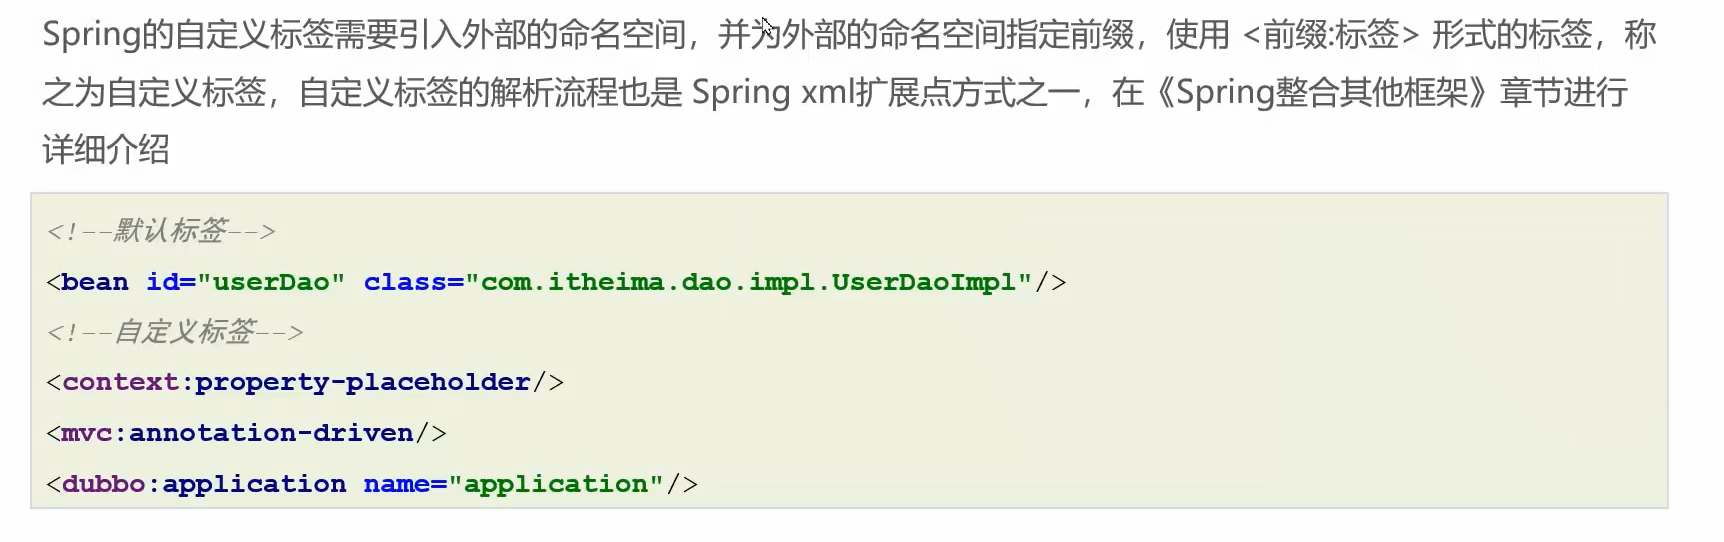 Spring的自定义标签需要引入外部的命名空间，并为外部的命名空间指定前缀，使用 <前缀:标签> 形式的标签，称
之为自定义标签，自定义标签的解析流程也是 Spring xml扩展点方式之一，在《Spring整合其他框架》章节进行
详细介绍
<!--默认标签-->
<bean id="userDao" class="com.itheima.dao.impl.UserDaoImpl"/>
<!--自定义标签-->
<context:property-placeholder/>
<mvc:annotation-driven/>
<dubbo:application name="application"/>